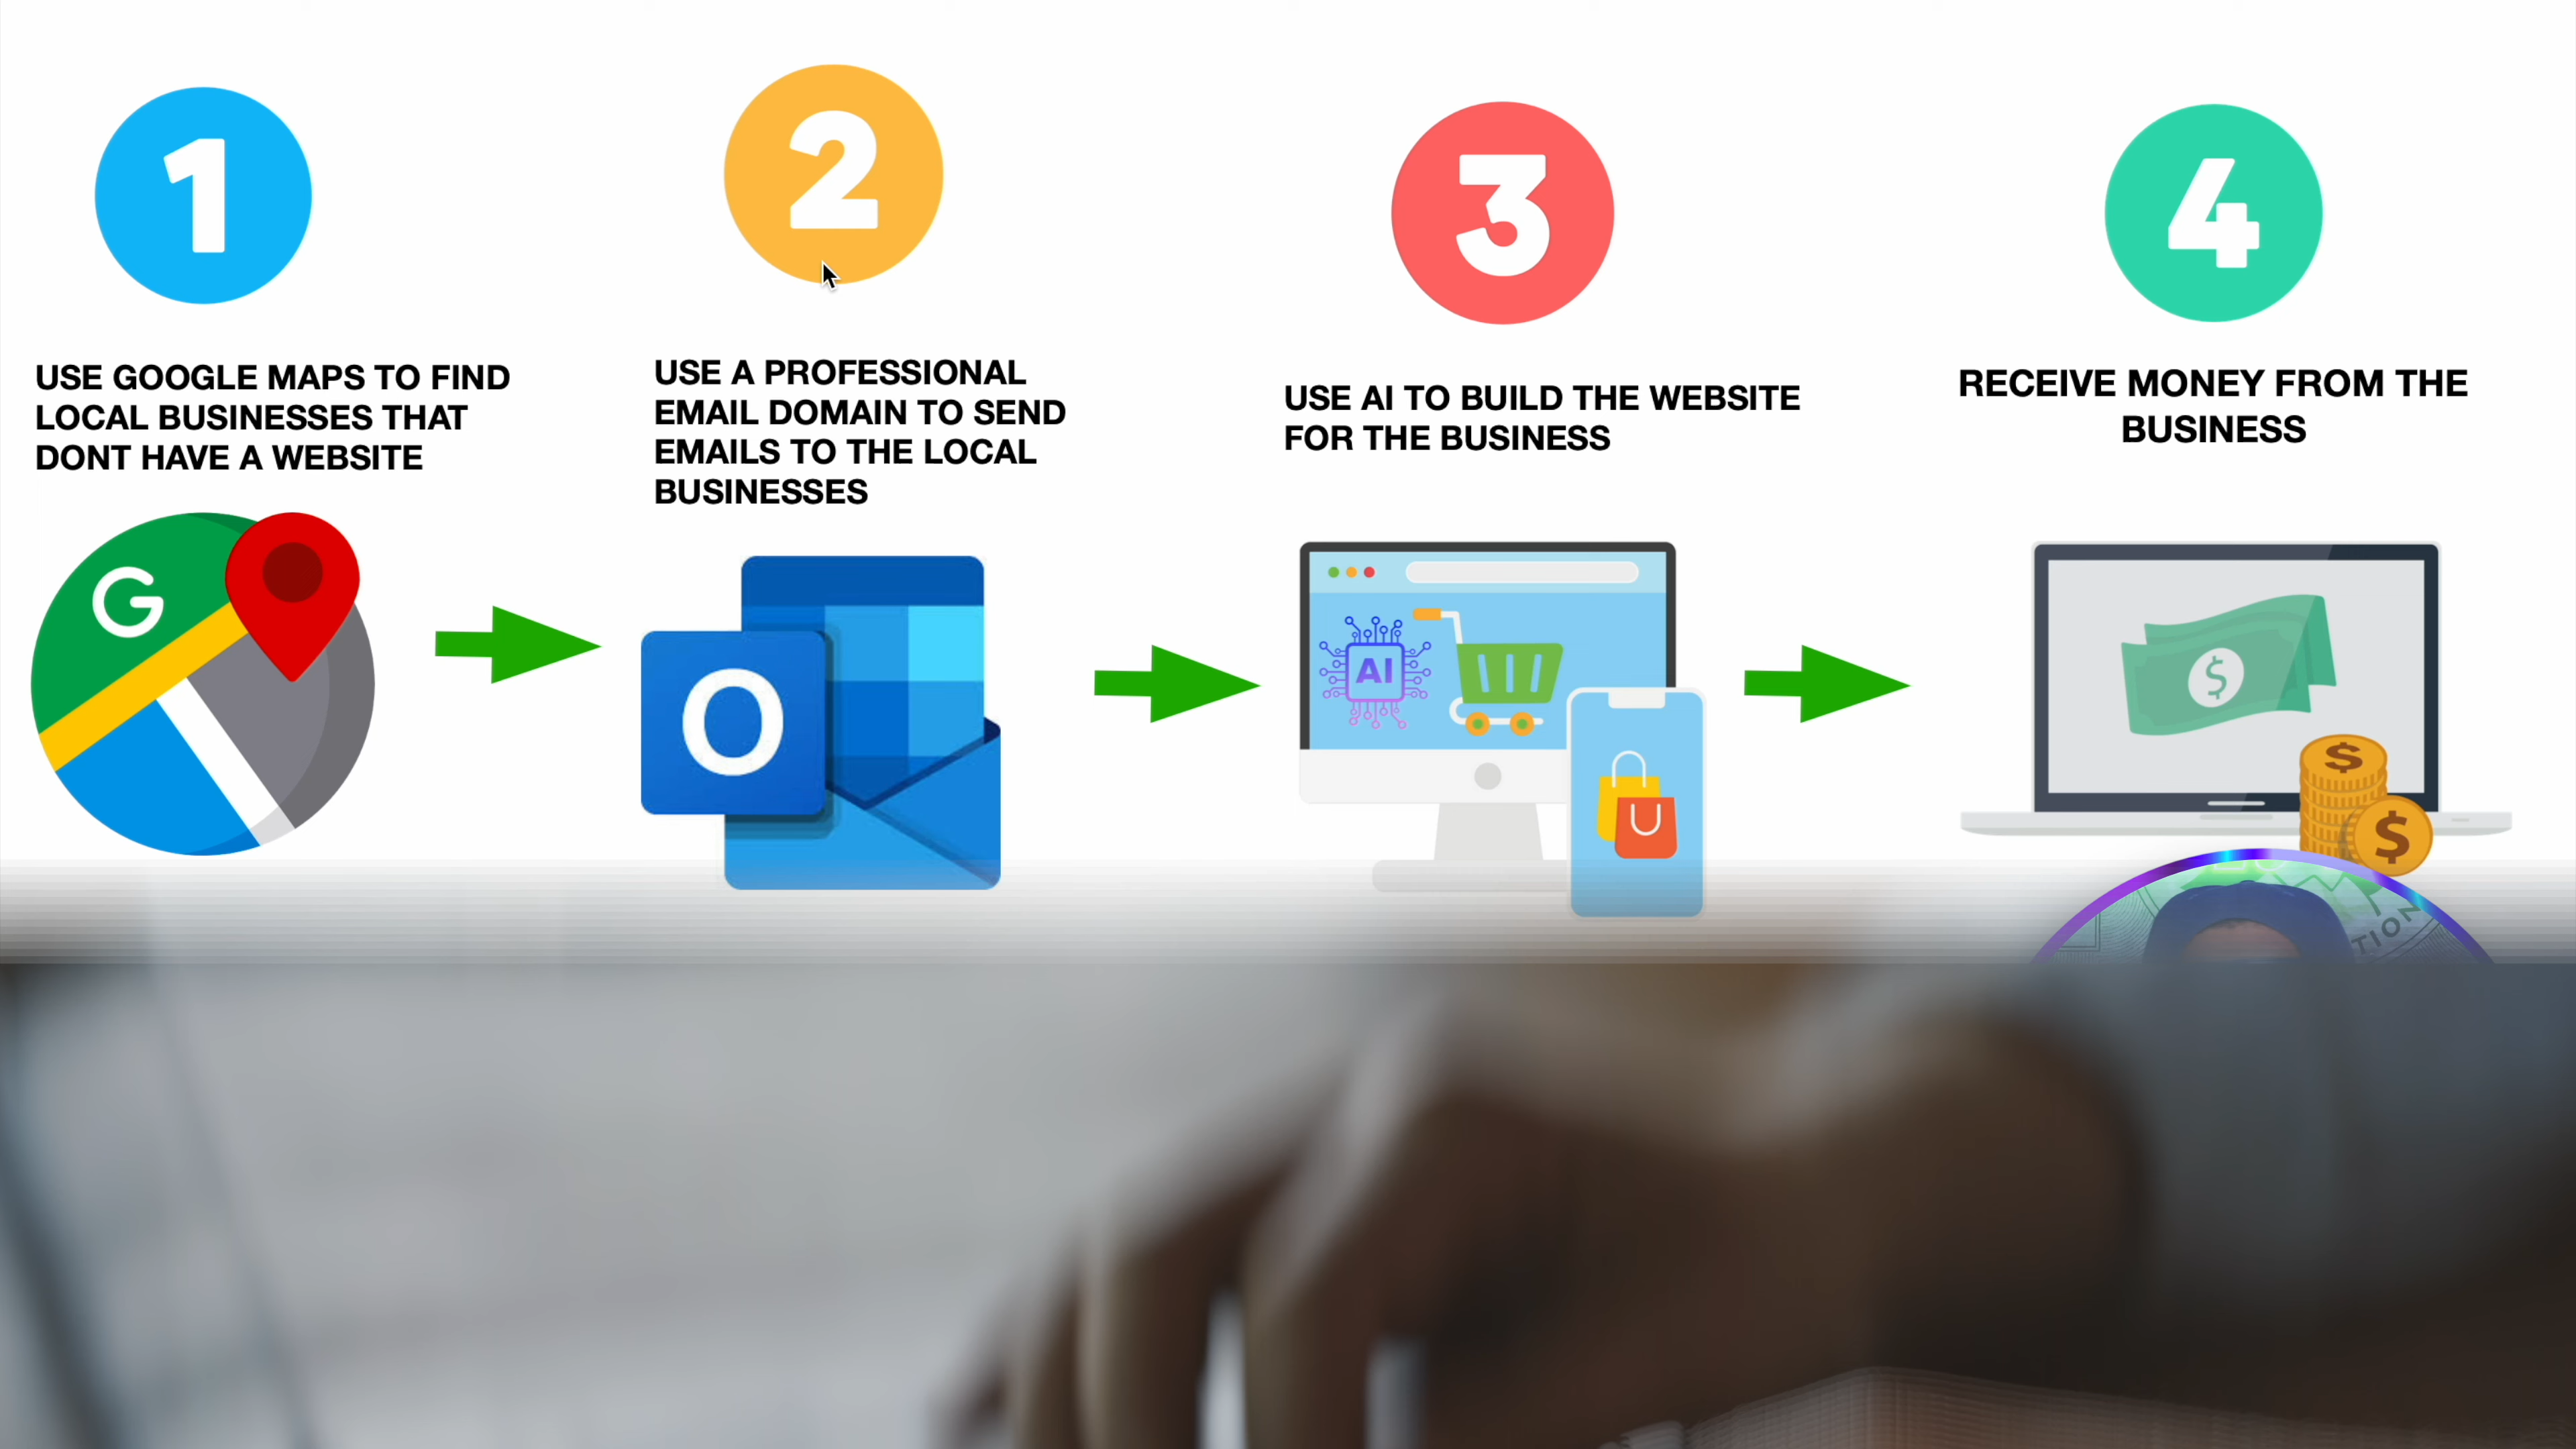 1
2
3
4
USE GOOGLE MAPS TO FIND
LOCAL BUSINESSES THAT
DONT HAVE A WEBSITE
USE A PROFESSIONAL
EMAIL DOMAIN TO SEND
EMAILS TO THE LOCAL
BUSINESSES
USE AI TO BUILD THE WEBSITE
FOR THE BUSINESS
RECEIVE MONEY FROM THE
BUSINESS
G
O
AI
$
$
$